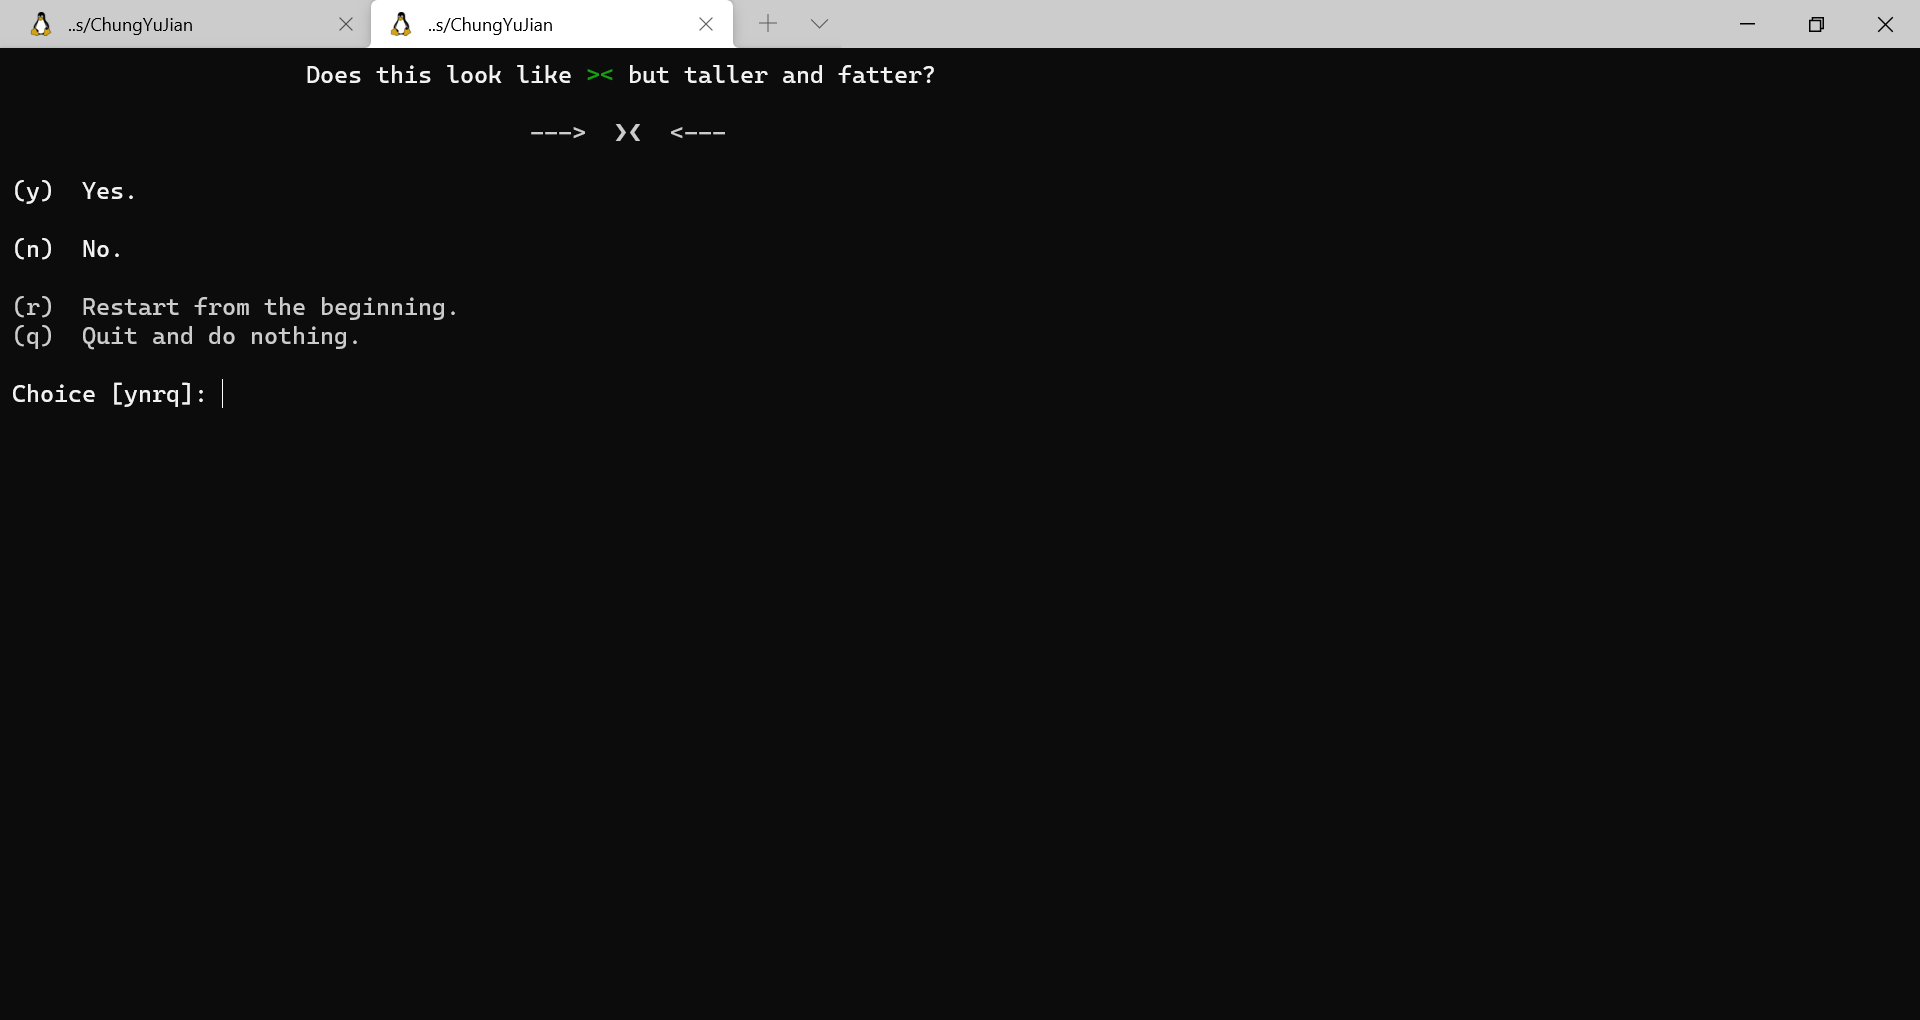 ..s/ChungYuJian
..s/ChungYuJian
Does this look like >< but taller and fatter?
---> ❯❮ <---
(y) Yes.
(n) No.
(r) Restart from the beginning.
(q) Quit and do nothing.
Choice [ynrq]: